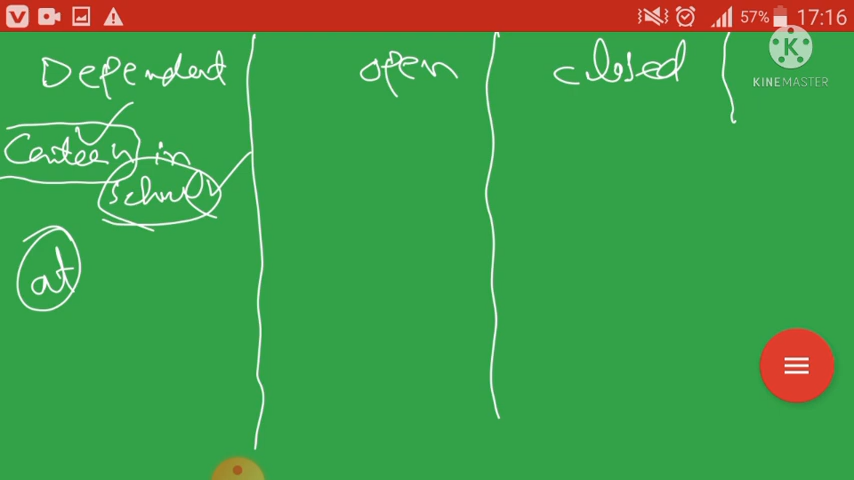 57% 17:16
Dependent open closed
KINEMASTER
Canteen in
school
at